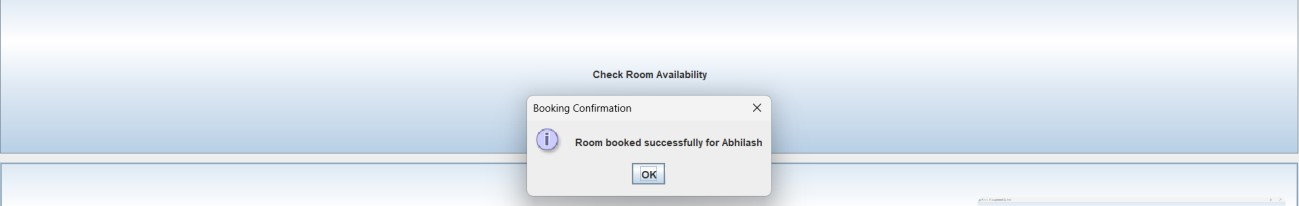 Check Room Availability
Booking Confirmation
Room booked successfully for Abhilash
OK